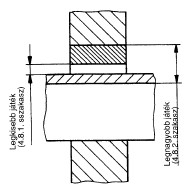 Legkisebb játék
(4.8.1. szakasz)
Legnagyobb játék
(4.8.2. szakasz)